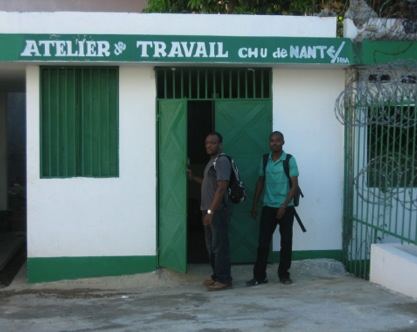 ATELIER de TRAVAIL CHU de NANTES